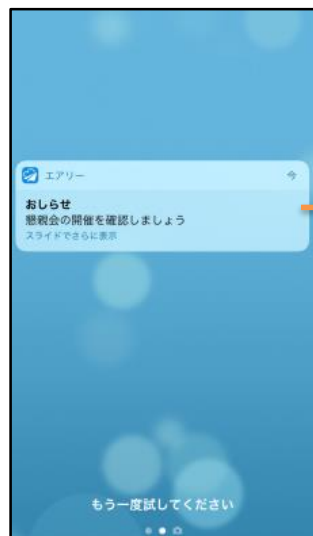 エアリー
今
おしらせ
懇親会の開催を確認しましょう
スライドでさらに表示
もう一度試してください